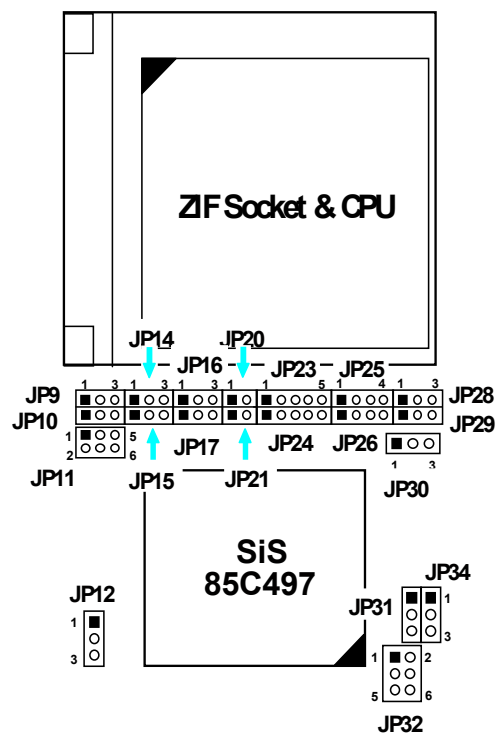 ZIF Socket & CPU
JP14 JP20
JP16 JP23 JP25
1 3 1 3 1 3 1 1 5 1 4 1 3
JP9 JP28
JP10 JP29
1 5 JP17 JP24 JP26
2 6
JP11 JP15 JP21 1 3
JP30
SiS
85C497
JP34
JP12 JP31
1 1
3 3
1 2
5 6
JP32